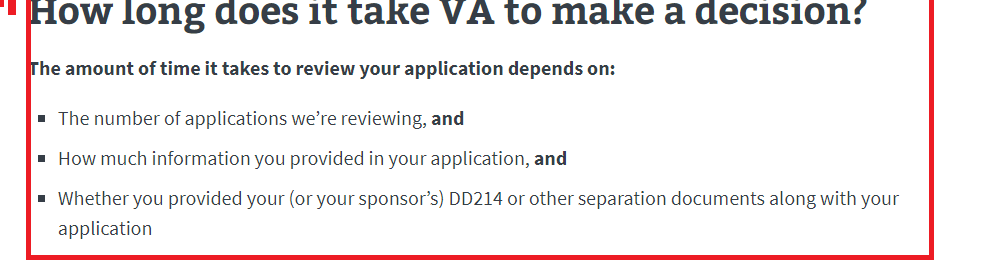 How long does it take VA to make a decision?
The amount of time it takes to review your application depends on:
▪ The number of applications we’re reviewing, and
▪ How much information you provided in your application, and
▪ Whether you provided your (or your sponsor’s) DD214 or other separation documents along with your
application